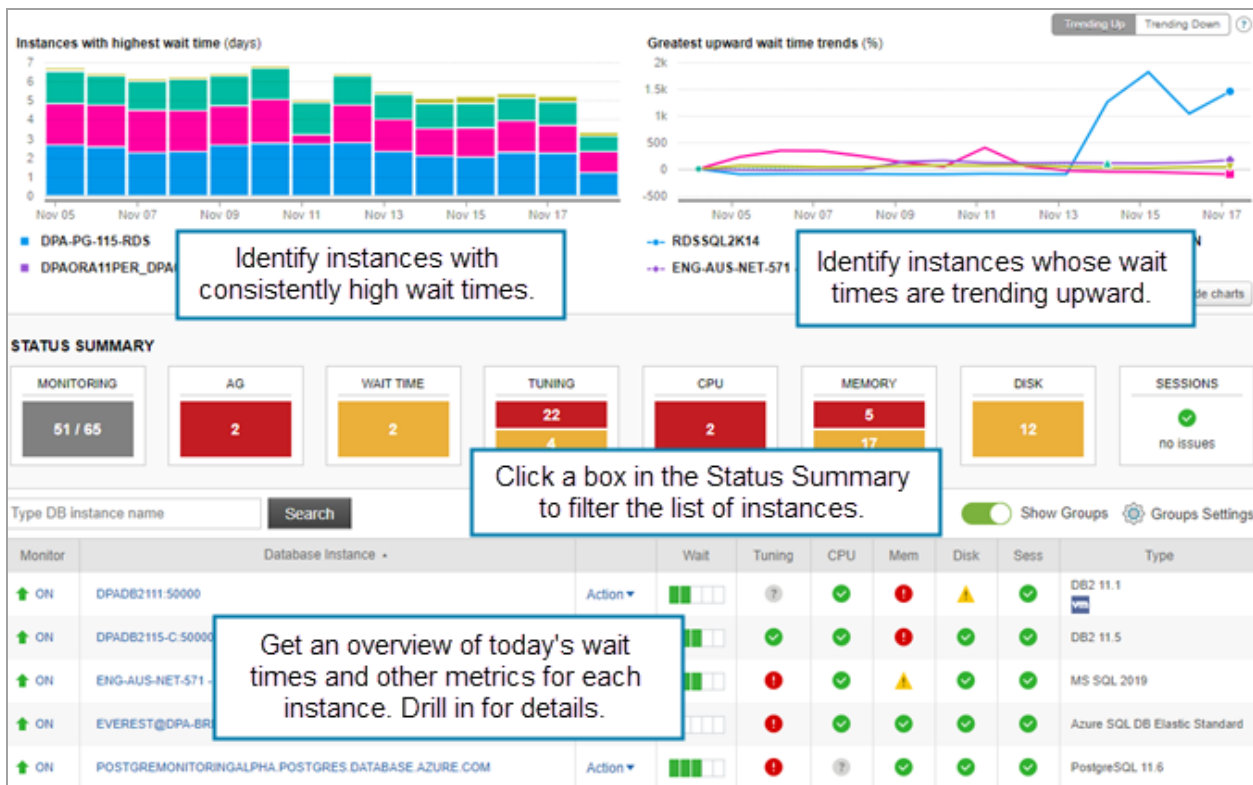 Trending Up Trending Down ?
Instances with highest wait time (days)
Greatest upward wait time trends (%)
7
6
5
4
3
2
1
0
Nov 05 Nov 07 Nov 09 Nov 11 Nov 13 Nov 15 Nov 17
2k
1.5k
1k
500
0
-500
Nov 05 Nov 07 Nov 09 Nov 11 Nov 13 Nov 15 Nov 17
DPA-PG-115-RDS
DPAORA11PER_DPA
Identify instances with
consistently high wait times.
RDSSQL2K14
N
ENG-AUS-NET-571
Identify instances whose wait
times are trending upward.
de charts
STATUS SUMMARY
MONITORING AG WAIT TIME TUNING CPU MEMORY DISK SESSIONS
51 / 65 2 2 22 4 2 5 17 12 no issues
Click a box in the Status Summary
to filter the list of instances.
Type DB instance name Search Show Groups Groups Settings
Monitor Database Instance Wait Tuning CPU Mem Disk Sess Type
ON DPADB2111:50000 Action ? DB2 11.1
vm
ON DPADB2115-C:50000 DB2 11.5
ON ENG-AUS-NET-571 - MS SQL 2019
ON EVEREST@DPA-BR Azure SQL DB Elastic Standard
Get an overview of today's wait
times and other metrics for each
instance. Drill in for details.
ON POSTGREMONITORINGALPHA.POSTGRES.DATABASE.AZURE.COM Action ? PostgreSQL 11.6